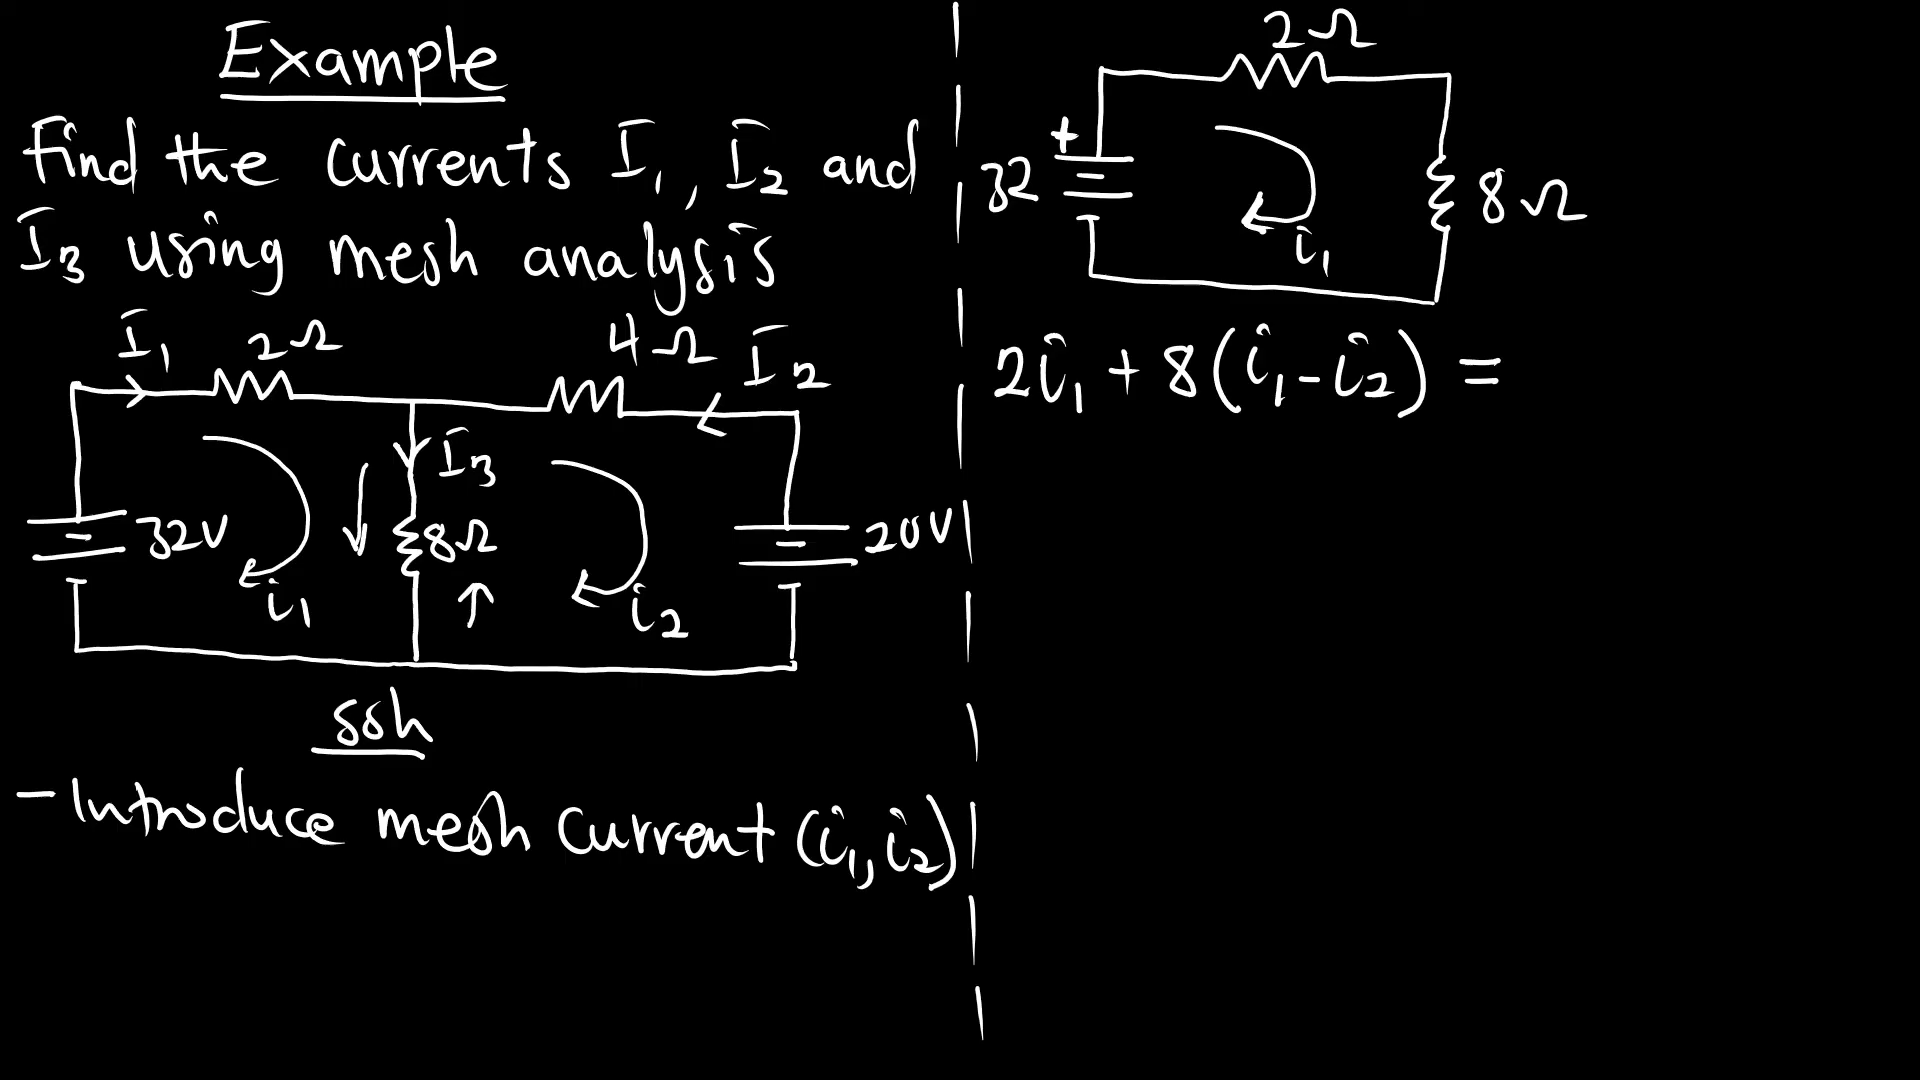 Example
Find the currents I₁, I₂ and
I₃ using mesh analysis
I₁ 2Ω 4Ω I₂
I₃
32V 8Ω 20V
i₁ i₂
soln
- Introduce mesh current (i₁, i₂)
2Ω
+
32 8Ω
i₁
2i₁ + 8(i₁ - i₂) =